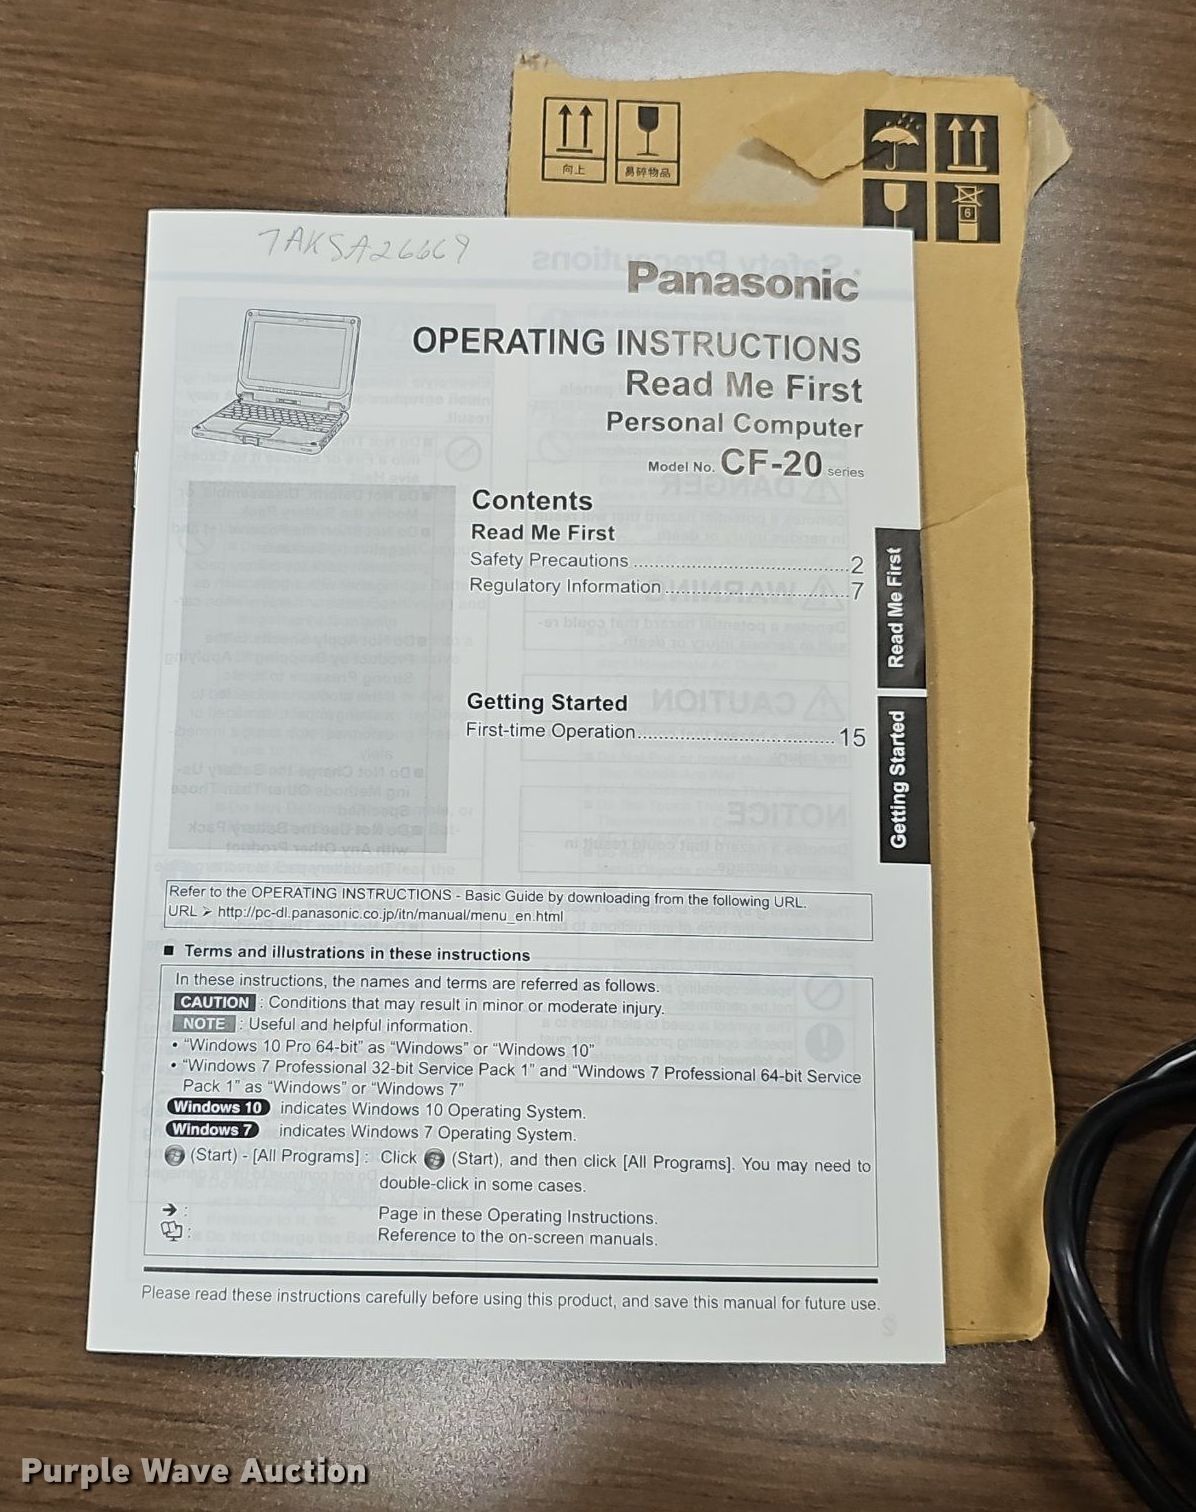 向上
易碎物品
6
7AKSA26669
Panasonic
OPERATING INSTRUCTIONS
Read Me First
Personal Computer
Model No. CF-20 series
Contents
Read Me First
Safety Precautions ........................................ 2
Regulatory Information ................................. 7
Getting Started
First-time Operation..................................... 15
Read Me First
Getting Started
Refer to the OPERATING INSTRUCTIONS - Basic Guide by downloading from the following URL.
URL ➢ http://pc-dl.panasonic.co.jp/itn/manual/menu_en.html
■ Terms and illustrations in these instructions
In these instructions, the names and terms are referred as follows.
CAUTION : Conditions that may result in minor or moderate injury.
NOTE : Useful and helpful information.
• “Windows 10 Pro 64-bit” as “Windows” or “Windows 10”
• “Windows 7 Professional 32-bit Service Pack 1” and “Windows 7 Professional 64-bit Service
Pack 1” as “Windows” or “Windows 7”
Windows 10 indicates Windows 10 Operating System.
Windows 7 indicates Windows 7 Operating System.
(Start) - [All Programs] : Click (Start), and then click [All Programs]. You may need to
double-click in some cases.
➔ : Page in these Operating Instructions.
: Reference to the on-screen manuals.
Please read these instructions carefully before using this product, and save this manual for future use.
Purple Wave Auction